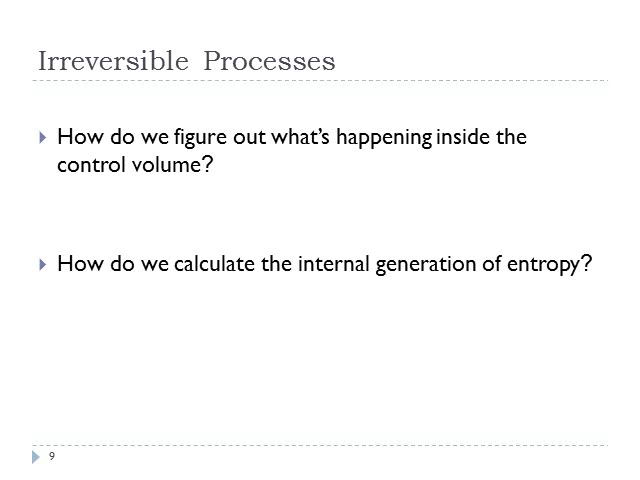 Irreversible Processes
How do we figure out what's happening inside the
control volume?
How do we calculate the internal generation of entropy?
9